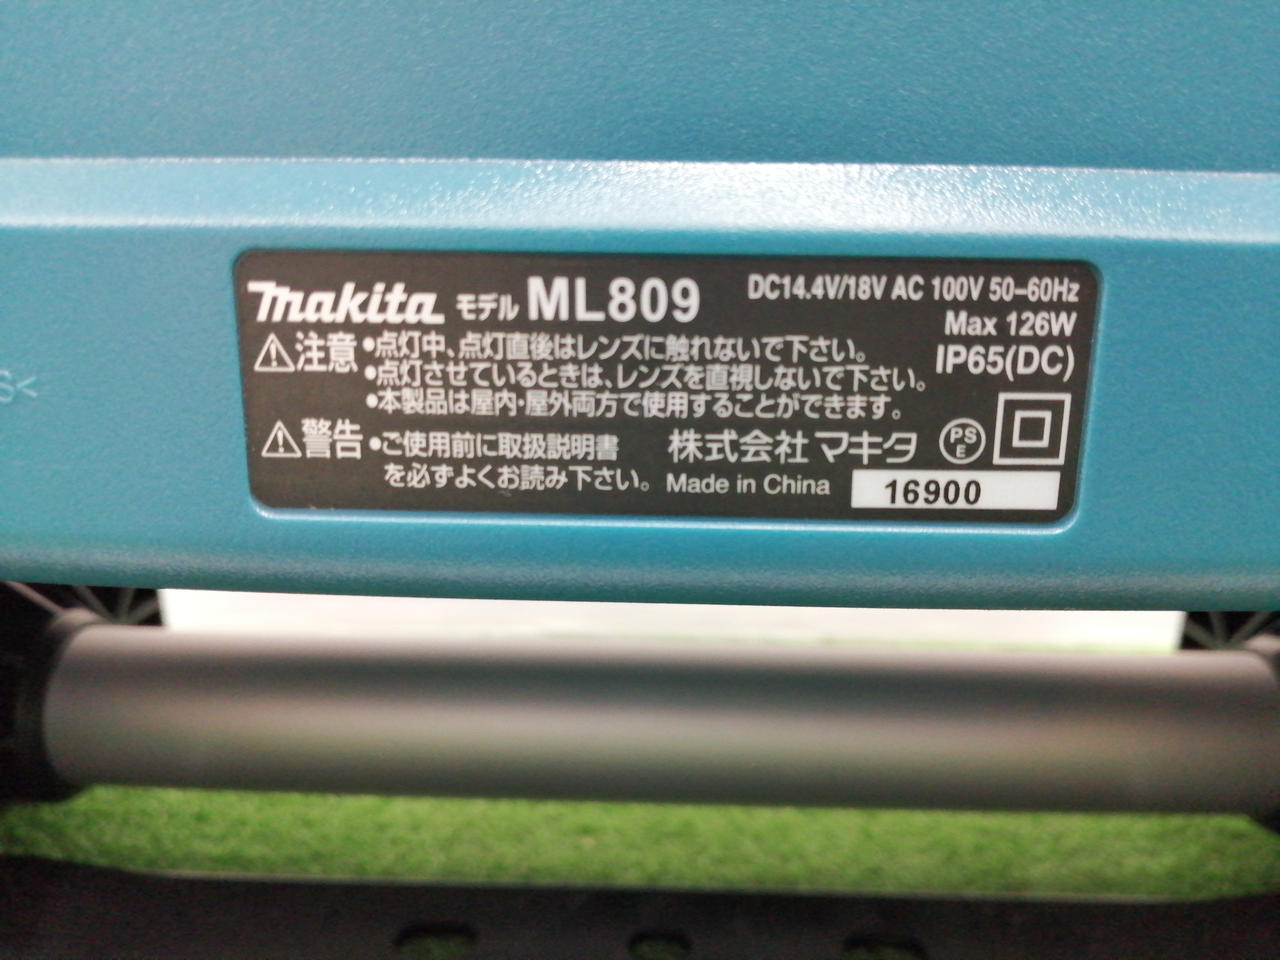 makita モデル ML809 DC14.4V/18V AC 100V 50-60Hz
Max 126W
IP65(DC)
⚠注意 •点灯中、点灯直後はレンズに触れないで下さい。
•点灯させているときは、レンズを直視しないで下さい。
•本製品は屋内・屋外両方で使用することができます。
⚠警告 •ご使用前に取扱説明書
を必ずよくお読み下さい。
株式会社 マキタ
PS
E
Made in China
16900
S<